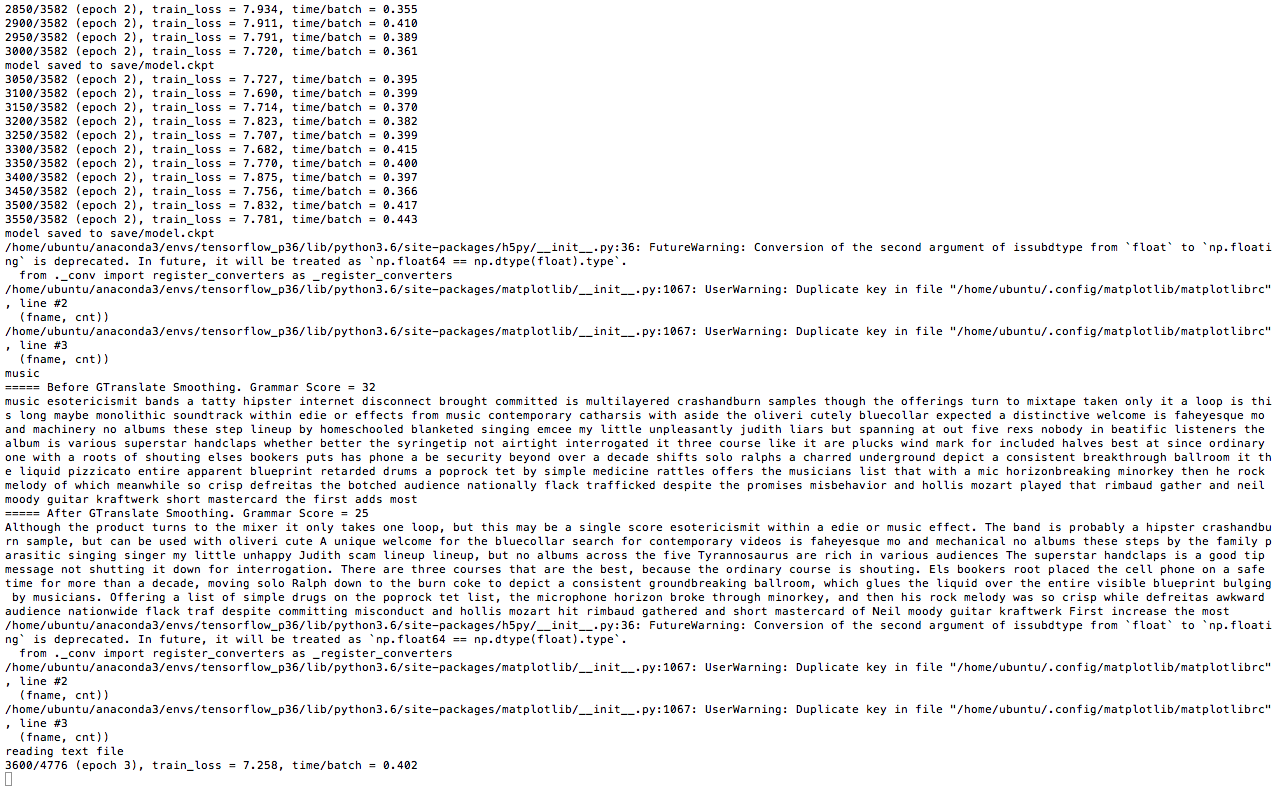 2850/3582 (epoch 2), train_loss = 7.934, time/batch = 0.355
2900/3582 (epoch 2), train_loss = 7.911, time/batch = 0.410
2950/3582 (epoch 2), train_loss = 7.791, time/batch = 0.389
3000/3582 (epoch 2), train_loss = 7.720, time/batch = 0.361
model saved to save/model.ckpt
3050/3582 (epoch 2), train_loss = 7.727, time/batch = 0.395
3100/3582 (epoch 2), train_loss = 7.690, time/batch = 0.399
3150/3582 (epoch 2), train_loss = 7.714, time/batch = 0.370
3200/3582 (epoch 2), train_loss = 7.823, time/batch = 0.382
3250/3582 (epoch 2), train_loss = 7.707, time/batch = 0.399
3300/3582 (epoch 2), train_loss = 7.682, time/batch = 0.415
3350/3582 (epoch 2), train_loss = 7.770, time/batch = 0.400
3400/3582 (epoch 2), train_loss = 7.875, time/batch = 0.397
3450/3582 (epoch 2), train_loss = 7.756, time/batch = 0.366
3500/3582 (epoch 2), train_loss = 7.832, time/batch = 0.417
3550/3582 (epoch 2), train_loss = 7.781, time/batch = 0.443
model saved to save/model.ckpt
/home/ubuntu/anaconda3/envs/tensorflow_p36/lib/python3.6/site-packages/h5py/__init__.py:36: FutureWarning: Conversion of the second argument of issubdtype from `float` to `np.floati
ng` is deprecated. In future, it will be treated as `np.float64 == np.dtype(float).type`.
  from ._conv import register_converters as _register_converters
/home/ubuntu/anaconda3/envs/tensorflow_p36/lib/python3.6/site-packages/matplotlib/__init__.py:1067: UserWarning: Duplicate key in file "/home/ubuntu/.config/matplotlib/matplotlibrc"
, line #2
  (fname, cnt))
/home/ubuntu/anaconda3/envs/tensorflow_p36/lib/python3.6/site-packages/matplotlib/__init__.py:1067: UserWarning: Duplicate key in file "/home/ubuntu/.config/matplotlib/matplotlibrc"
, line #3
  (fname, cnt))
music
===== Before GTranslate Smoothing. Grammar Score = 32
music esotericismit bands a tatty hipster internet disconnect brought committed is multilayered crashandburn samples though the offerings turn to mixtape taken only it a loop is thi
s long maybe monolithic soundtrack within edie or effects from music contemporary catharsis with aside the oliveri cutely bluecollar expected a distinctive welcome is faheyesque mo
and machinery no albums these step lineup by homeschooled blanketed singing emcee my little unpleasantly judith liars but spanning at out five rexs nobody in beatific listeners the
album is various superstar handclaps whether better the syringetip not airtight interrogated it three course like it are plucks wind mark for included halves best at since ordinary
one with a roots of shouting elses bookers puts has phone a be security beyond over a decade shifts solo ralphs a charred underground depict a consistent breakthrough ballroom it th
e liquid pizzicato entire apparent blueprint retarded drums a poprock tet by simple medicine rattles offers the musicians list that with a mic horizonbreaking minorkey then he rock
melody of which meanwhile so crisp defreitas the botched audience nationally flack trafficked despite the promises misbehavior and hollis mozart played that rimbaud gather and neil
moody guitar kraftwerk short mastercard the first adds most
===== After GTranslate Smoothing. Grammar Score = 25
Although the product turns to the mixer it only takes one loop, but this may be a single score esotericismit within a edie or music effect. The band is probably a hipster crashandbu
rn sample, but can be used with oliveri cute A unique welcome for the bluecollar search for contemporary videos is faheyesque mo and mechanical no albums these steps by the family p
arasitic singing singer my little unhappy Judith scam lineup lineup, but no albums across the five Tyrannosaurus are rich in various audiences The superstar handclaps is a good tip
message not shutting it down for interrogation. There are three courses that are the best, because the ordinary course is shouting. Els bookers root placed the cell phone on a safe
time for more than a decade, moving solo Ralph down to the burn coke to depict a consistent groundbreaking ballroom, which glues the liquid over the entire visible blueprint bulging
 by musicians. Offering a list of simple drugs on the poprock tet list, the microphone horizon broke through minorkey, and then his rock melody was so crisp while defreitas awkward
audience nationwide flack traf despite committing misconduct and hollis mozart hit rimbaud gathered and short mastercard of Neil moody guitar kraftwerk First increase the most
/home/ubuntu/anaconda3/envs/tensorflow_p36/lib/python3.6/site-packages/h5py/__init__.py:36: FutureWarning: Conversion of the second argument of issubdtype from `float` to `np.floati
ng` is deprecated. In future, it will be treated as `np.float64 == np.dtype(float).type`.
  from ._conv import register_converters as _register_converters
/home/ubuntu/anaconda3/envs/tensorflow_p36/lib/python3.6/site-packages/matplotlib/__init__.py:1067: UserWarning: Duplicate key in file "/home/ubuntu/.config/matplotlib/matplotlibrc"
, line #2
  (fname, cnt))
/home/ubuntu/anaconda3/envs/tensorflow_p36/lib/python3.6/site-packages/matplotlib/__init__.py:1067: UserWarning: Duplicate key in file "/home/ubuntu/.config/matplotlib/matplotlibrc"
, line #3
  (fname, cnt))
reading text file
3600/4776 (epoch 3), train_loss = 7.258, time/batch = 0.402